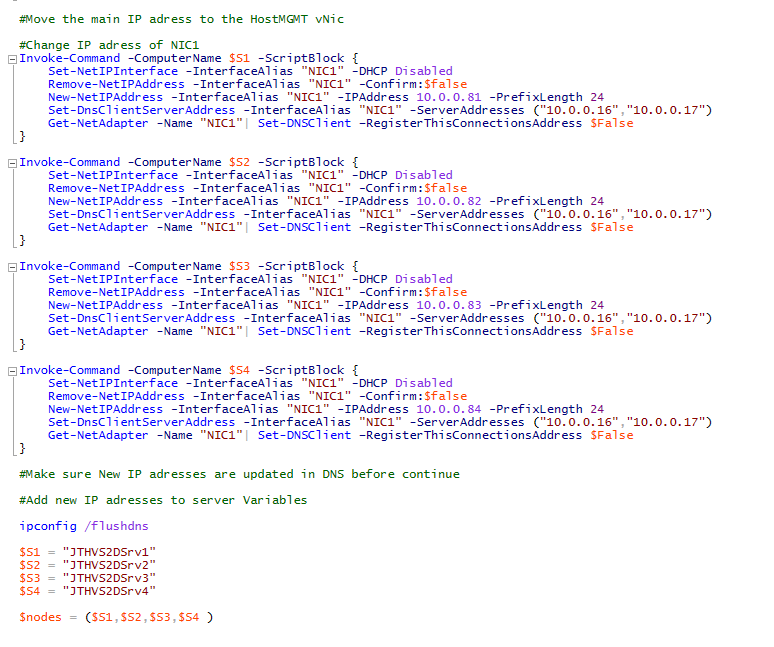 #Move the main IP adress to the HostMGMT vNic
#Change IP adress of NIC1
Invoke-Command -ComputerName $S1 -ScriptBlock {
Set-NetIPInterface -InterfaceAlias "NIC1" -DHCP Disabled
Remove-NetIPAddress -InterfaceAlias "NIC1" -Confirm:$false
New-NetIPAddress -InterfaceAlias "NIC1" -IPAddress 10.0.0.81 -PrefixLength 24
Set-DnsClientServerAddress -InterfaceAlias "NIC1" -ServerAddresses ("10.0.0.16","10.0.0.17")
Get-NetAdapter -Name "NIC1"| Set-DNSClient -RegisterThisConnectionsAddress $False
}
Invoke-Command -ComputerName $S2 -ScriptBlock {
Set-NetIPInterface -InterfaceAlias "NIC1" -DHCP Disabled
Remove-NetIPAddress -InterfaceAlias "NIC1" -Confirm:$false
New-NetIPAddress -InterfaceAlias "NIC1" -IPAddress 10.0.0.82 -PrefixLength 24
Set-DnsClientServerAddress -InterfaceAlias "NIC1" -ServerAddresses ("10.0.0.16","10.0.0.17")
Get-NetAdapter -Name "NIC1"| Set-DNSClient -RegisterThisConnectionsAddress $False
}
Invoke-Command -ComputerName $S3 -ScriptBlock {
Set-NetIPInterface -InterfaceAlias "NIC1" -DHCP Disabled
Remove-NetIPAddress -InterfaceAlias "NIC1" -Confirm:$false
New-NetIPAddress -InterfaceAlias "NIC1" -IPAddress 10.0.0.83 -PrefixLength 24
Set-DnsClientServerAddress -InterfaceAlias "NIC1" -ServerAddresses ("10.0.0.16","10.0.0.17")
Get-NetAdapter -Name "NIC1"| Set-DNSClient -RegisterThisConnectionsAddress $False
}
Invoke-Command -ComputerName $S4 -ScriptBlock {
Set-NetIPInterface -InterfaceAlias "NIC1" -DHCP Disabled
Remove-NetIPAddress -InterfaceAlias "NIC1" -Confirm:$false
New-NetIPAddress -InterfaceAlias "NIC1" -IPAddress 10.0.0.84 -PrefixLength 24
Set-DnsClientServerAddress -InterfaceAlias "NIC1" -ServerAddresses ("10.0.0.16","10.0.0.17")
Get-NetAdapter -Name "NIC1"| Set-DNSClient -RegisterThisConnectionsAddress $False
}
#Make sure New IP adresses are updated in DNS before continue
#Add new IP adresses to server Variables
ipconfig /flushdns
$S1 = "JTHVS2DSrv1"
$S2 = "JTHVS2DSrv2"
$S3 = "JTHVS2DSrv3"
$S4 = "JTHVS2DSrv4"
$nodes = ($S1,$S2,$S3,$S4 )